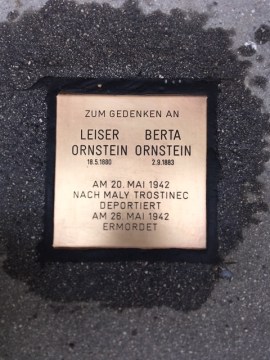 ZUM GEDENKEN AN
LEISER BERTA
ORNSTEIN ORNSTEIN
18.5.1880 2.9.1883
AM 20. MAI 1942
NACH MALY TROSTINEC
DEPORTIERT
AM 26. MAI 1942
ERMORDET